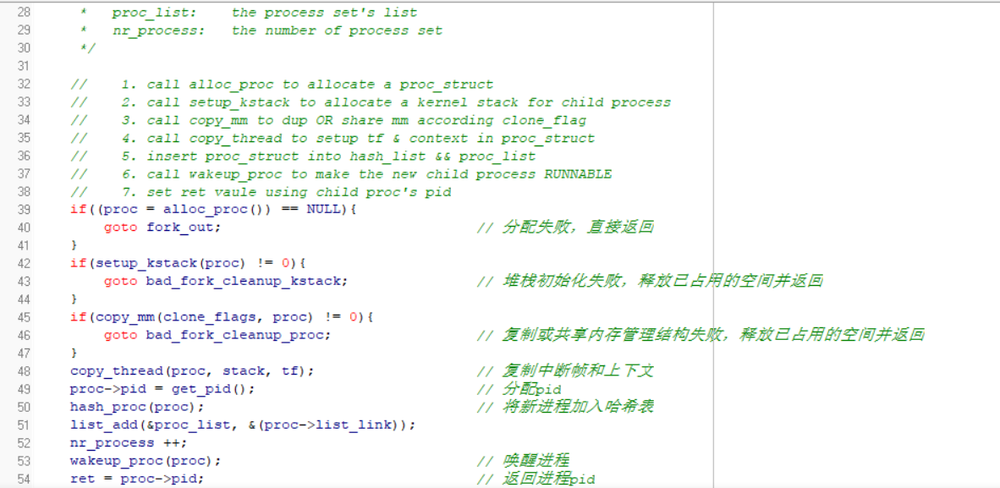 28 * proc_list: the process set's list
29 * nr_process: the number of process set
30 */
31
32 // 1. call alloc_proc to allocate a proc_struct
33 // 2. call setup_kstack to allocate a kernel stack for child process
34 // 3. call copy_mm to dup OR share mm according clone_flag
35 // 4. call copy_thread to setup tf & context in proc_struct
36 // 5. insert proc_struct into hash_list && proc_list
37 // 6. call wakeup_proc to make the new child process RUNNABLE
38 // 7. set ret vaule using child proc's pid
39 if((proc = alloc_proc()) == NULL){
40 goto fork_out; // 分配失败，直接返回
41 }
42 if(setup_kstack(proc) != 0){
43 goto bad_fork_cleanup_kstack; // 堆栈初始化失败，释放已占用的空间并返回
44 }
45 if(copy_mm(clone_flags, proc) != 0){
46 goto bad_fork_cleanup_proc; // 复制或共享内存管理结构失败，释放已占用的空间并返回
47 }
48 copy_thread(proc, stack, tf); // 复制中断帧和上下文
49 proc->pid = get_pid(); // 分配pid
50 hash_proc(proc); // 将新进程加入哈希表
51 list_add(&proc_list, &(proc->list_link));
52 nr_process ++;
53 wakeup_proc(proc); // 唤醒进程
54 ret = proc->pid; // 返回进程pid